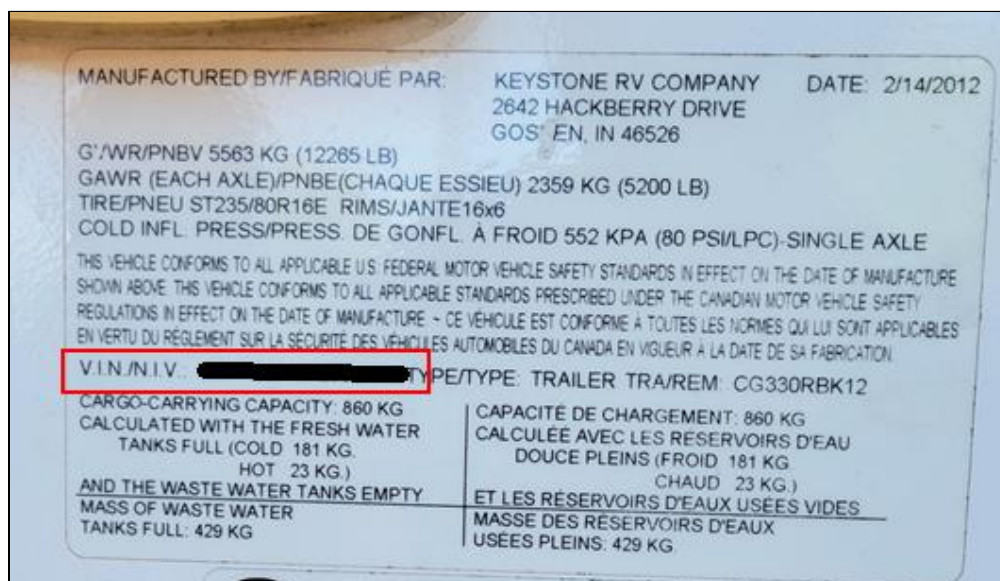 MANUFACTURED BY/FABRIQUÉ PAR: KEYSTONE RV COMPANY DATE: 2/14/2012
2642 HACKBERRY DRIVE
GOS' EN, IN 46526
G'/WR/PNBV 5563 KG (12265 LB)
GAWR (EACH AXLE)/PNBE(CHAQUE ESSIEU) 2359 KG (5200 LB)
TIRE/PNEU ST235/80R16E RIMS/JANTE16x6
COLD INFL. PRESS/PRESS. DE GONFL. À FROID 552 KPA (80 PSI/LPC)-SINGLE AXLE
THIS VEHICLE CONFORMS TO ALL APPLICABLE U.S. FEDERAL MOTOR VEHICLE SAFETY STANDARDS IN EFFECT ON THE DATE OF MANUFACTURE
SHOWN ABOVE. THIS VEHICLE CONFORMS TO ALL APPLICABLE STANDARDS PRESCRIBED UNDER THE CANADIAN MOTOR VEHICLE SAFETY
REGULATIONS IN EFFECT ON THE DATE OF MANUFACTURE - CE VÉHICULE EST CONFORME À TOUTES LES NORMES QUI LUI SONT APPLICABLES
EN VERTU DU RÈGLEMENT SUR LA SÉCURITÉ DES VÉHICULES AUTOMOBILES DU CANADA EN VIGUEUR À LA DATE DE SA FABRICATION.
V.I.N./N.I.V.: TYPE/TYPE: TRAILER TRA/REM: CG330RBK12
CARGO-CARRYING CAPACITY: 860 KG
CALCULATED WITH THE FRESH WATER
TANKS FULL (COLD 181 KG.
HOT 23 KG.)
AND THE WASTE WATER TANKS EMPTY
MASS OF WASTE WATER
TANKS FULL: 429 KG
CAPACITÉ DE CHARGEMENT: 860 KG
CALCULÉE AVEC LES RÉSERVOIRS D'EAU
DOUCE PLEINS (FROID 181 KG
CHAUD 23 KG.)
ET LES RÉSERVOIRS D'EAUX USÉES VIDES
MASSE DES RÉSERVOIRS D'EAUX
USÉES PLEINS: 429 KG.